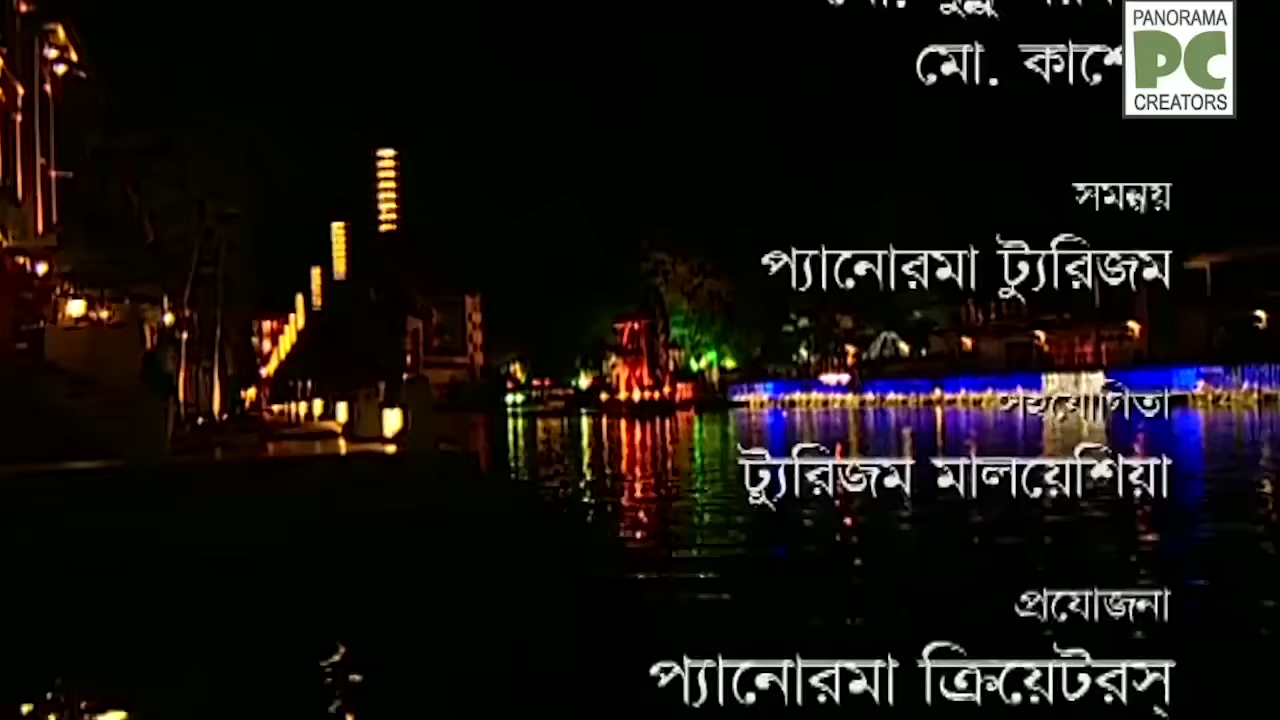 PANORAMA
PC
CREATORS
মো.
সমন্বয়
প্যানোরমা ট্যুরিজম
সহযোগিতা
ট্যুরিজম মালয়েশিয়া
প্রযোজনা
প্যানোরমা ক্রিয়েটরস্